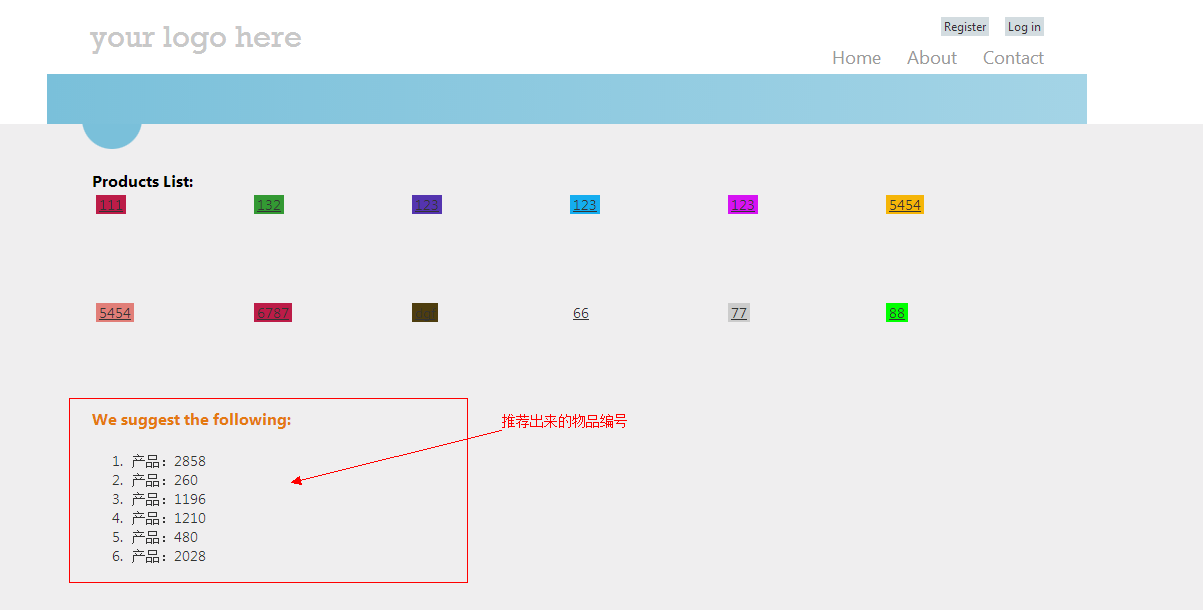 your logo here
Register Log in
Home About Contact
Products List:
111 132 123 123 123 5454
5454 6787 66 77 88
We suggest the following:
推荐出来的物品编号
1. 产品：2858
2. 产品：260
3. 产品：1196
4. 产品：1210
5. 产品：480
6. 产品：2028